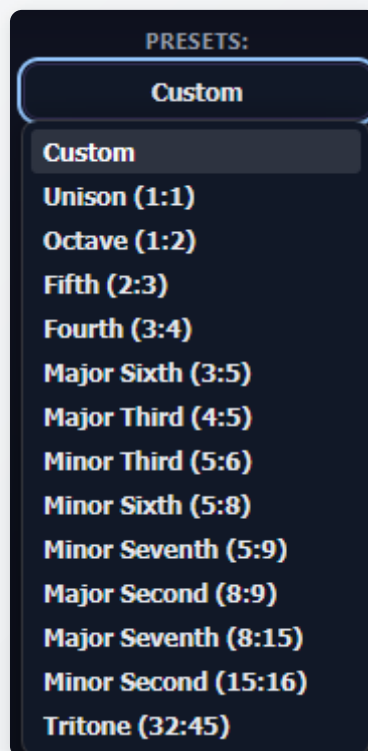 PRESETS:
Custom
Custom
Unison (1:1)
Octave (1:2)
Fifth (2:3)
Fourth (3:4)
Major Sixth (3:5)
Major Third (4:5)
Minor Third (5:6)
Minor Sixth (5:8)
Minor Seventh (5:9)
Major Second (8:9)
Major Seventh (8:15)
Minor Second (15:16)
Tritone (32:45)